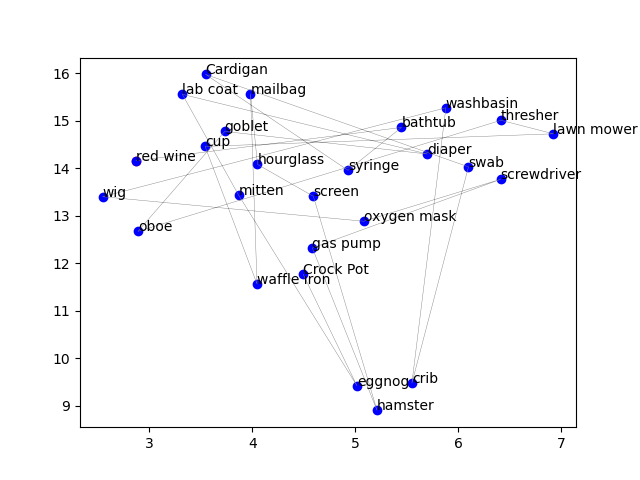 16
Cardigan
lab coat
mailbag
washbasin
15
thresher
bathtub
goblet
lawn mower
cup
diaper
red wine
hourglass
14
syringe
swab
screwdriver
wig
mitten
screen
13
oboe
oxygen mask
gas pump
12
Crock Pot
waffle iron
11
10
eggnog
crib
9
hamster
3
4
5
6
7